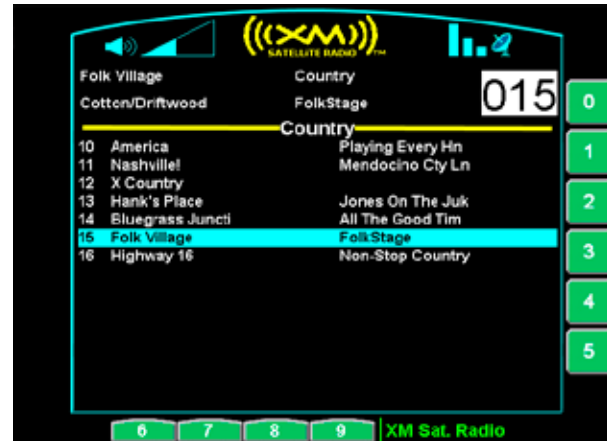 ((XM))
SATELLITE RADIO TM
Folk Village Country
Cotton/Driftwood FolkStage
015
Country
10 America Playing Every Hn
11 Nashville! Mendocino Cty Ln
12 X Country
13 Hank's Place Jones On The Juk
14 Bluegrass Juncti All The Good Tim
15 Folk Village FolkStage
16 Highway 16 Non-Stop Country
0
1
2
3
4
5
6 7 8 9 XM Sat. Radio